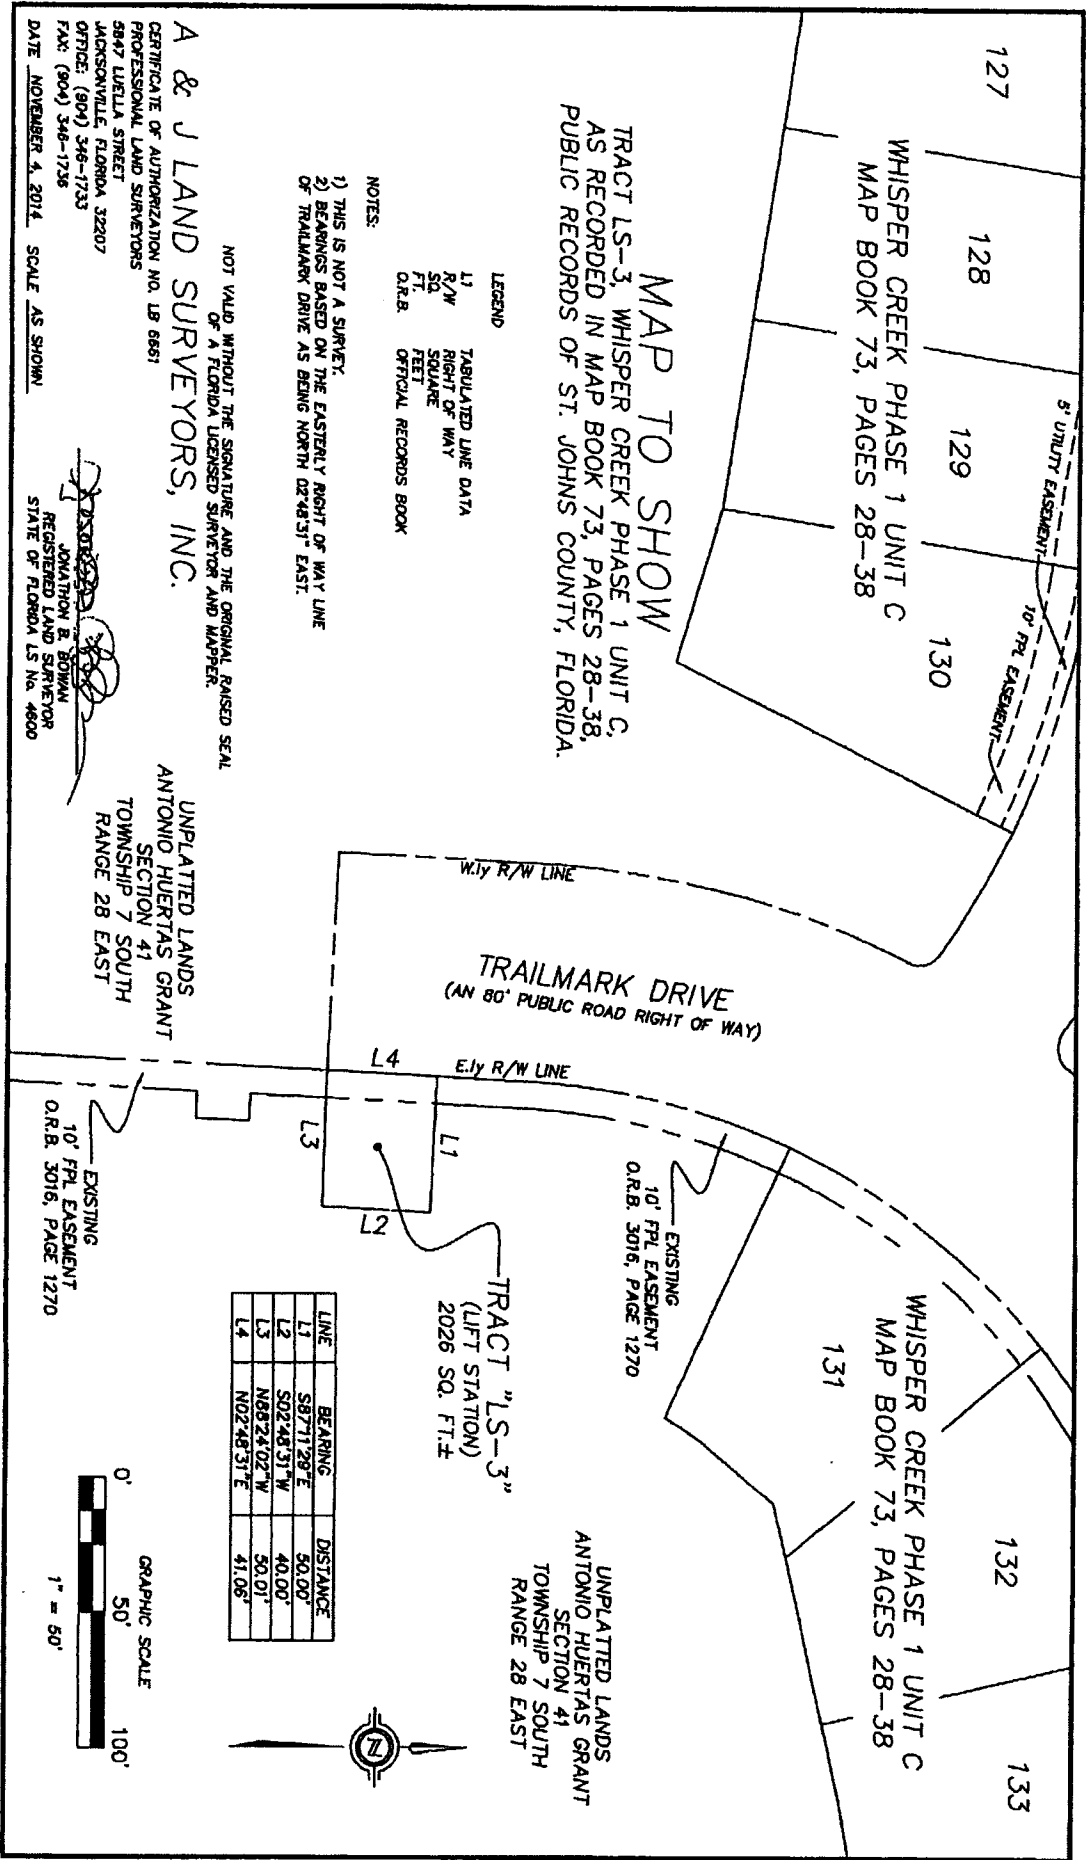 127
128
129
130
WHISPER CREEK PHASE 1 UNIT C
MAP BOOK 73, PAGES 28-38
5' UTILITY EASEMENT
10' FPL EASEMENT
MAP TO SHOW
TRACT LS-3, WHISPER CREEK PHASE 1 UNIT C,
AS RECORDED IN MAP BOOK 73, PAGES 28-38,
PUBLIC RECORDS OF ST. JOHNS COUNTY, FLORIDA.
LEGEND
L1 TABULATED LINE DATA
R/W RIGHT OF WAY
SQ. SQUARE
FT. FEET
O.R.B. OFFICIAL RECORDS BOOK
NOTES:
1) THIS IS NOT A SURVEY.
2) BEARINGS BASED ON THE EASTERLY RIGHT OF WAY LINE
OF TRAILMARK DRIVE AS BEING NORTH 02°48'31" EAST.
NOT VALID WITHOUT THE SIGNATURE AND THE ORIGINAL RAISED SEAL
OF A FLORIDA LICENSED SURVEYOR AND MAPPER.
A & J LAND SURVEYORS, INC.
CERTIFICATE OF AUTHORIZATION NO. LB 6661
PROFESSIONAL LAND SURVEYORS
5847 LUELLA STREET
JACKSONVILLE, FLORIDA 32207
OFFICE: (904) 346-1733
FAX: (904) 346-1736
DATE NOVEMBER 4, 2014 SCALE AS SHOWN
JONATHON B. BOWAN
REGISTERED LAND SURVEYOR
STATE OF FLORIDA LS No. 4600
W.ly R/W LINE
TRAILMARK DRIVE
(AN 80' PUBLIC ROAD RIGHT OF WAY)
E.ly R/W LINE
L4
L1
L3
L2
UNPLATTED LANDS
ANTONIO HUERTAS GRANT
SECTION 41
TOWNSHIP 7 SOUTH
RANGE 28 EAST
EXISTING
10' FPL EASEMENT
O.R.B. 3016, PAGE 1270
EXISTING
10' FPL EASEMENT
O.R.B. 3016, PAGE 1270
TRACT "LS-3"
(LIFT STATION)
2026 SQ. FT.±
WHISPER CREEK PHASE 1 UNIT C
MAP BOOK 73, PAGES 28-38
131
132
133
UNPLATTED LANDS
ANTONIO HUERTAS GRANT
SECTION 41
TOWNSHIP 7 SOUTH
RANGE 28 EAST
LINE BEARING DISTANCE
L1 S87°11'29"E 50.00'
L2 S02°48'31"W 40.00'
L3 N88°24'02"W 50.01'
L4 N02°48'31"E 41.06'
N
GRAPHIC SCALE
0' 50' 100'
1" = 50'